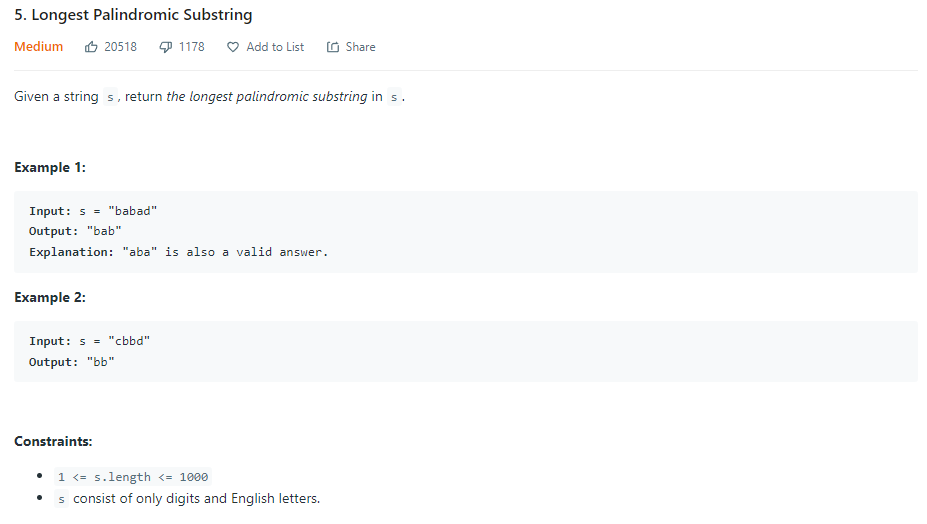 5. Longest Palindromic Substring
Medium 20518 1178 Add to List Share
Given a string s, return the longest palindromic substring in s.
Example 1:
Input: s = "babad"
Output: "bab"
Explanation: "aba" is also a valid answer.
Example 2:
Input: s = "cbbd"
Output: "bb"
Constraints:
1 <= s.length <= 1000
s consist of only digits and English letters.